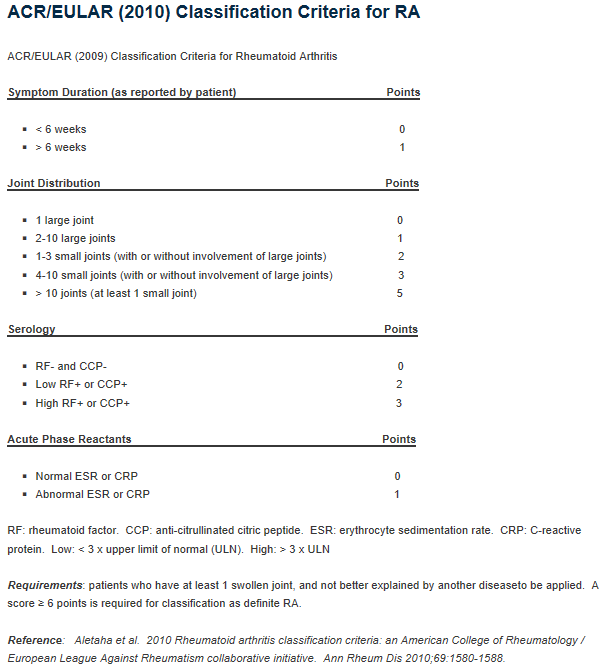 ACR/EULAR (2010) Classification Criteria for RA
ACR/EULAR (2009) Classification Criteria for Rheumatoid Arthritis
Symptom Duration (as reported by patient) Points
▪ < 6 weeks 0
▪ > 6 weeks 1
Joint Distribution Points
▪ 1 large joint 0
▪ 2-10 large joints 1
▪ 1-3 small joints (with or without involvement of large joints) 2
▪ 4-10 small joints (with or without involvement of large joints) 3
▪ > 10 joints (at least 1 small joint) 5
Serology Points
▪ RF- and CCP- 0
▪ Low RF+ or CCP+ 2
▪ High RF+ or CCP+ 3
Acute Phase Reactants Points
▪ Normal ESR or CRP 0
▪ Abnormal ESR or CRP 1
RF: rheumatoid factor. CCP: anti-citrullinated citric peptide. ESR: erythrocyte sedimentation rate. CRP: C-reactive
protein. Low: < 3 x upper limit of normal (ULN). High: > 3 x ULN
Requirements: patients who have at least 1 swollen joint, and not better explained by another diseaseto be applied. A
score ≥ 6 points is required for classification as definite RA.
Reference: Aletaha et al. 2010 Rheumatoid arthritis classification criteria: an American College of Rheumatology /
European League Against Rheumatism collaborative initiative. Ann Rheum Dis 2010;69:1580-1588.